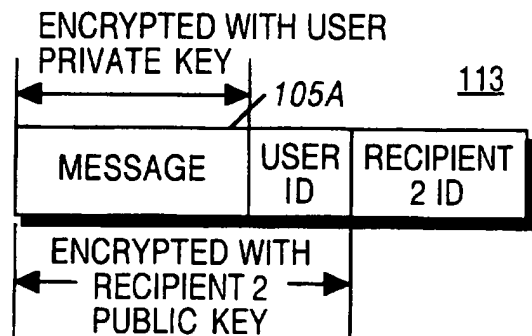 ENCRYPTED WITH USER
PRIVATE KEY
105A
113
MESSAGE
USER
ID
RECIPIENT
2 ID
ENCRYPTED WITH
RECIPIENT 2
PUBLIC KEY